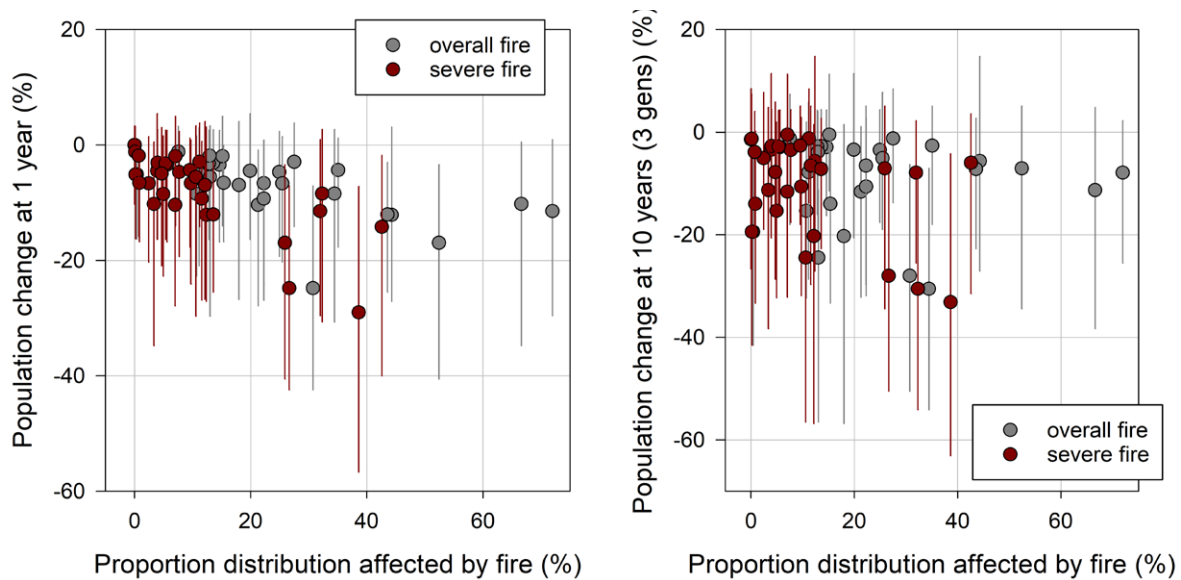 Population change at 1 year (%)
20
0
-20
-40
-60
overall fire
severe fire
0
20
40
60
Proportion distribution affected by fire (%)
Population change at 10 years (3 gens) (%)
20
0
-20
-40
-60
overall fire
severe fire
0
20
40
60
Proportion distribution affected by fire (%)